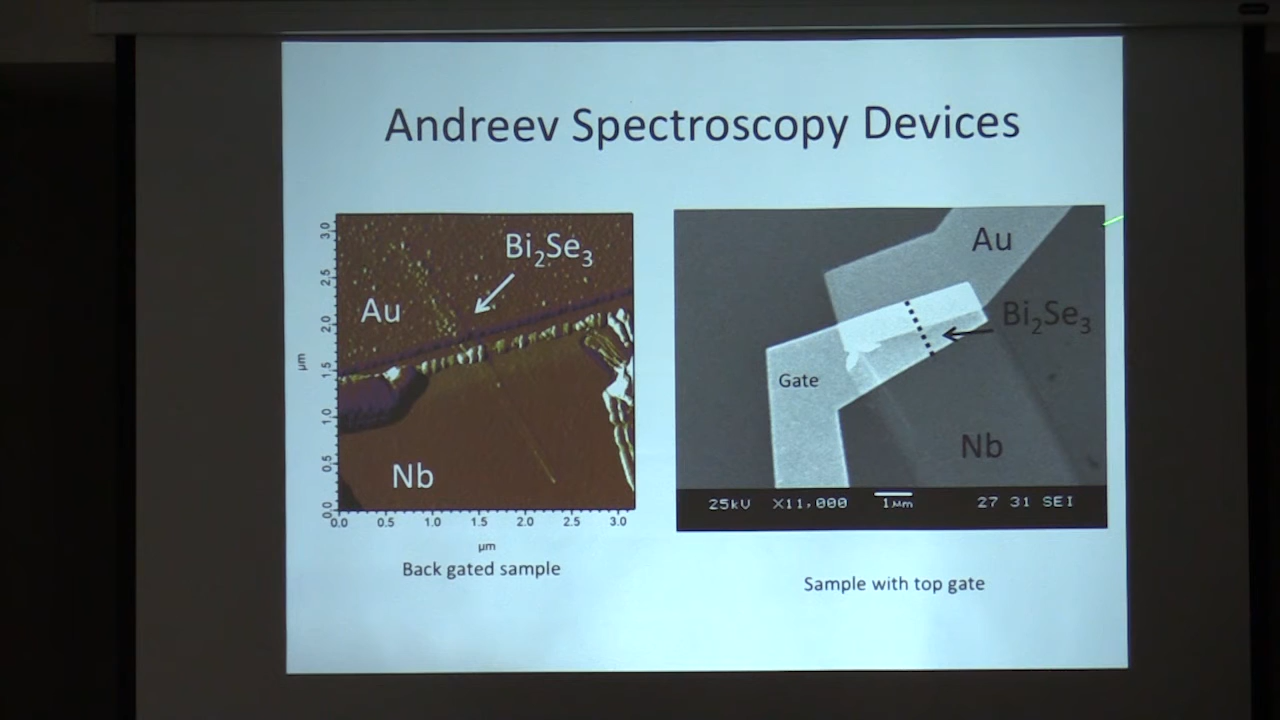 Andreev Spectroscopy Devices
Bi₂Se₃
Au
Nb
3.0
2.5
2.0
1.5
1.0
0.5
0.0
µm
0.0 0.5 1.0 1.5 2.0 2.5 3.0
µm
Back gated sample
Au
Bi₂Se₃
Gate
Nb
25kV X11,000 1µm 27 31 SEI
Sample with top gate